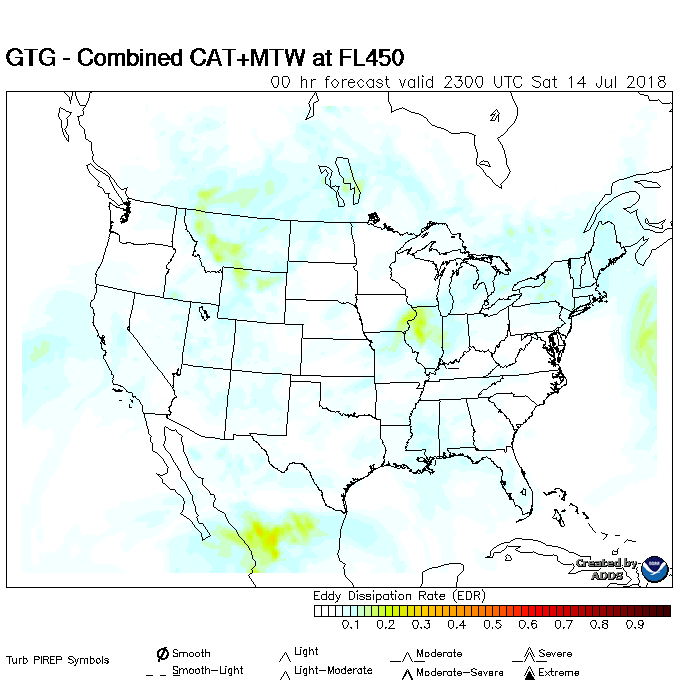 GTG - Combined CAT+MTW at FL450
00 hr forecast valid 2300 UTC Sat 14 Jul 2018
Created by
ADDS
Eddy Dissipation Rate (EDR)
0.1 0.2 0.3 0.4 0.5 0.6 0.7 0.8 0.9
Turb PIREP Symbols
Smooth Light Moderate Severe
Smooth-Light Light-Moderate Moderate-Severe Extreme